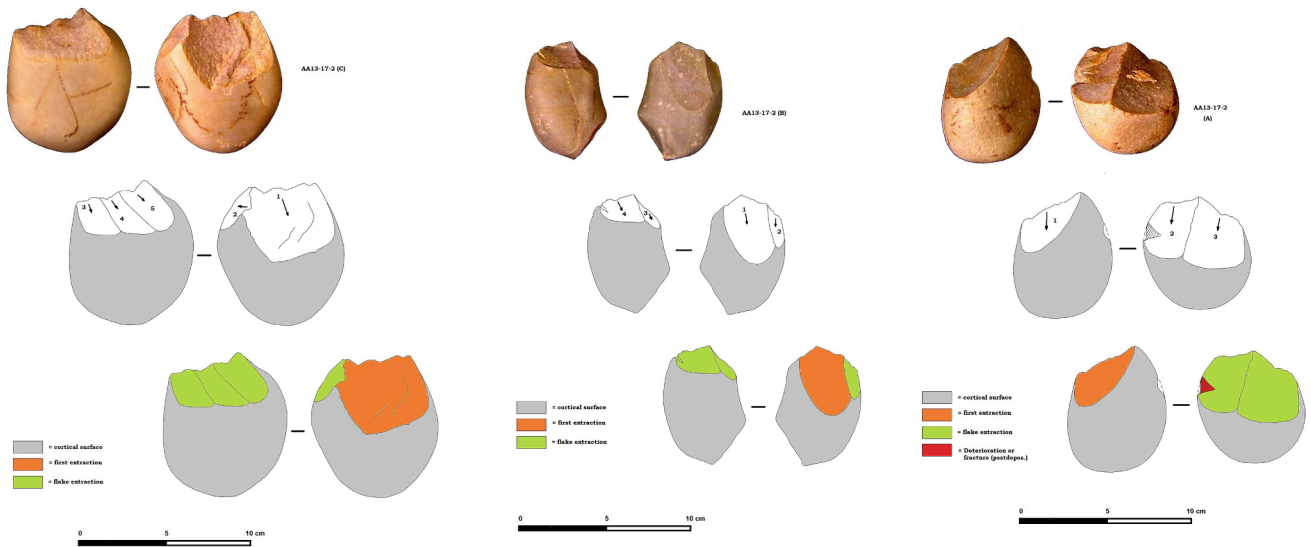 AA13-17-2 (C)
3
4
5
2
1
= cortical surface
= first extraction
= flake extraction
0 5 10 cm
AA13-17-2 (B)
4
3
1
2
= cortical surface
= first extraction
= flake extraction
0 5 10 cm
AA13-17-2
(A)
1
2
3
= cortical surface
= first extraction
= flake extraction
= Deterioration or
fracture (postdepos.)
0 5 10 cm